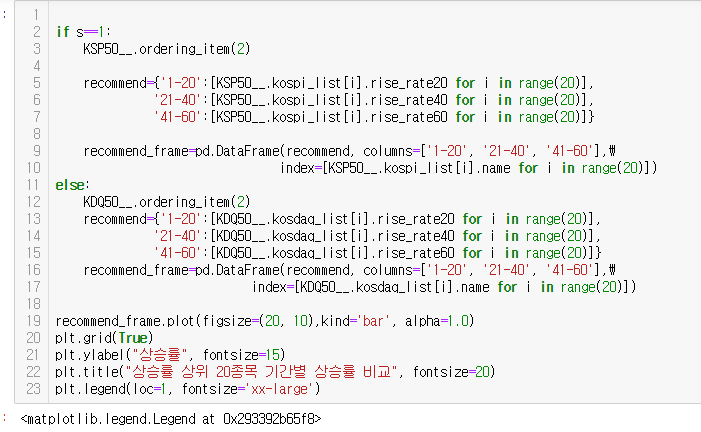 1
2 if s==1:
3     KSP50__.ordering_item(2)
4
5     recommend={'1-20':[KSP50__.kospi_list[i].rise_rate20 for i in range(20)],
6               '21-40':[KSP50__.kospi_list[i].rise_rate40 for i in range(20)],
7               '41-60':[KSP50__.kospi_list[i].rise_rate60 for i in range(20)]}
8
9     recommend_frame=pd.DataFrame(recommend, columns=['1-20', '21-40', '41-60'],₩
10                                 index=[KSP50__.kospi_list[i].name for i in range(20)])
11 else:
12     KDQ50__.ordering_item(2)
13     recommend={'1-20':[KDQ50__.kosdaq_list[i].rise_rate20 for i in range(20)],
14               '21-40':[KDQ50__.kosdaq_list[i].rise_rate40 for i in range(20)],
15               '41-60':[KDQ50__.kosdaq_list[i].rise_rate60 for i in range(20)]}
16     recommend_frame=pd.DataFrame(recommend, columns=['1-20', '21-40', '41-60'],₩
17                             index=[KDQ50__.kosdaq_list[i].name for i in range(20)])
18
19 recommend_frame.plot(figsize=(20, 10),kind='bar', alpha=1.0)
20 plt.grid(True)
21 plt.ylabel("상승률", fontsize=15)
22 plt.title("상승률 상위 20종목 기간별 상승률 비교", fontsize=20)
23 plt.legend(loc=1, fontsize='xx-large')
<matplotlib.legend.Legend at 0x293392b65f8>